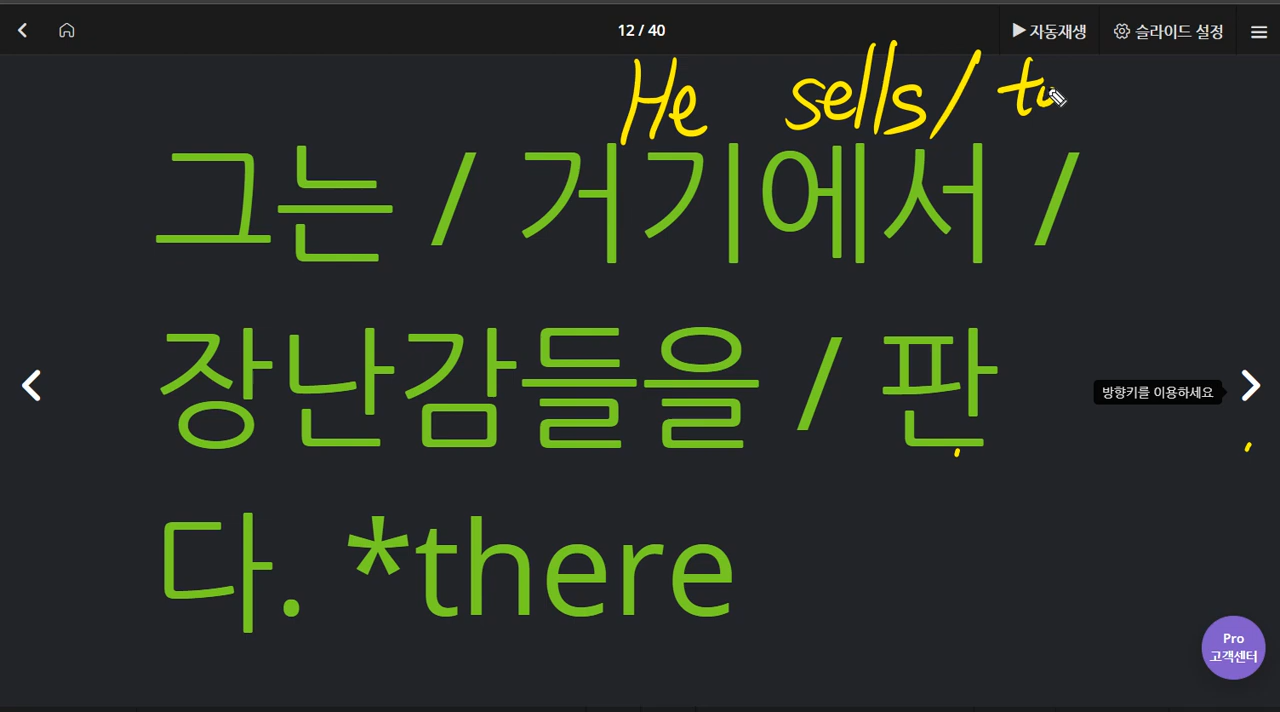 12 / 40
▶ 자동재생
슬라이드 설정
He sells/
그는 / 거기에서 /
장난감들을 / 판
방향키를 이용하세요
다. *there
Pro
고객센터